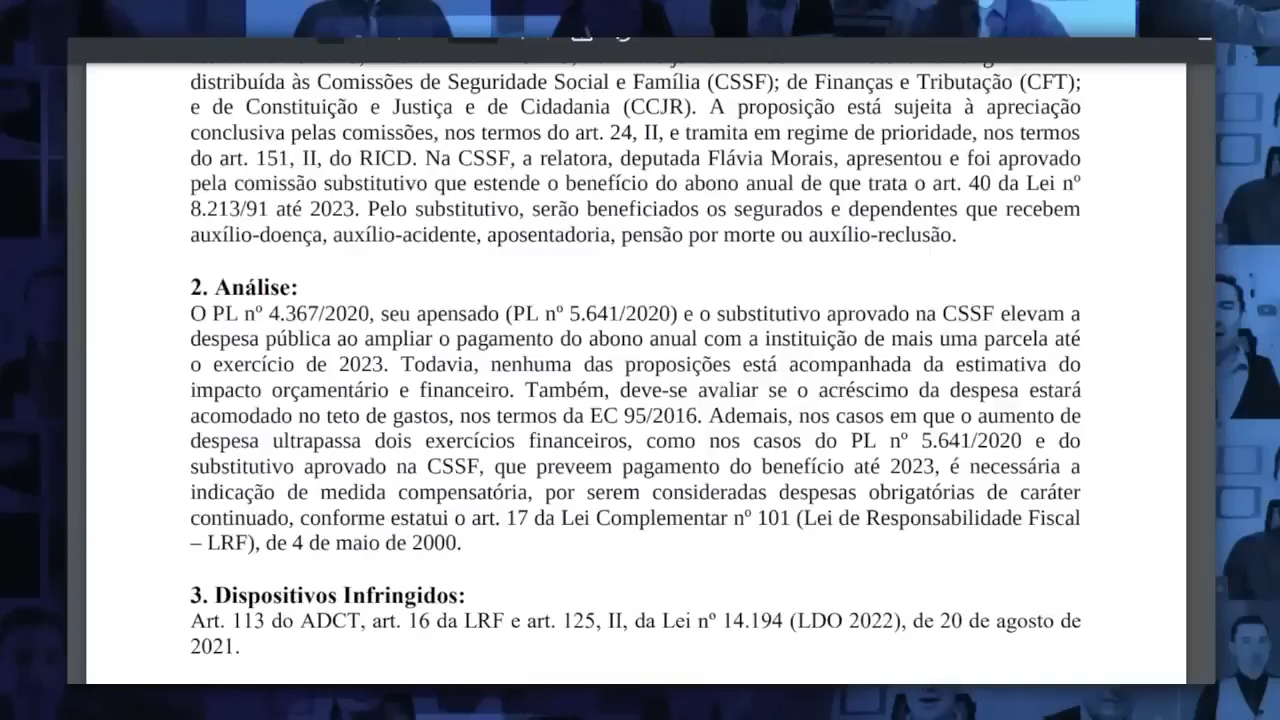 distribuída às Comissões de Seguridade Social e Família (CSSF); de Finanças e Tributação (CFT);
e de Constituição e Justiça e de Cidadania (CCJR). A proposição está sujeita à apreciação
conclusiva pelas comissões, nos termos do art. 24, II, e tramita em regime de prioridade, nos termos
do art. 151, II, do RICD. Na CSSF, a relatora, deputada Flávia Morais, apresentou e foi aprovado
pela comissão substitutivo que estende o benefício do abono anual de que trata o art. 40 da Lei nº
8.213/91 até 2023. Pelo substitutivo, serão beneficiados os segurados e dependentes que recebem
auxílio-doença, auxílio-acidente, aposentadoria, pensão por morte ou auxílio-reclusão.
2. Análise:
O PL nº 4.367/2020, seu apensado (PL nº 5.641/2020) e o substitutivo aprovado na CSSF elevam a
despesa pública ao ampliar o pagamento do abono anual com a instituição de mais uma parcela até
o exercício de 2023. Todavia, nenhuma das proposições está acompanhada da estimativa do
impacto orçamentário e financeiro. Também, deve-se avaliar se o acréscimo da despesa estará
acomodado no teto de gastos, nos termos da EC 95/2016. Ademais, nos casos em que o aumento de
despesa ultrapassa dois exercícios financeiros, como nos casos do PL nº 5.641/2020 e do
substitutivo aprovado na CSSF, que preveem pagamento do benefício até 2023, é necessária a
indicação de medida compensatória, por serem consideradas despesas obrigatórias de caráter
continuado, conforme estatui o art. 17 da Lei Complementar nº 101 (Lei de Responsabilidade Fiscal
– LRF), de 4 de maio de 2000.
3. Dispositivos Infringidos:
Art. 113 do ADCT, art. 16 da LRF e art. 125, II, da Lei nº 14.194 (LDO 2022), de 20 de agosto de
2021.